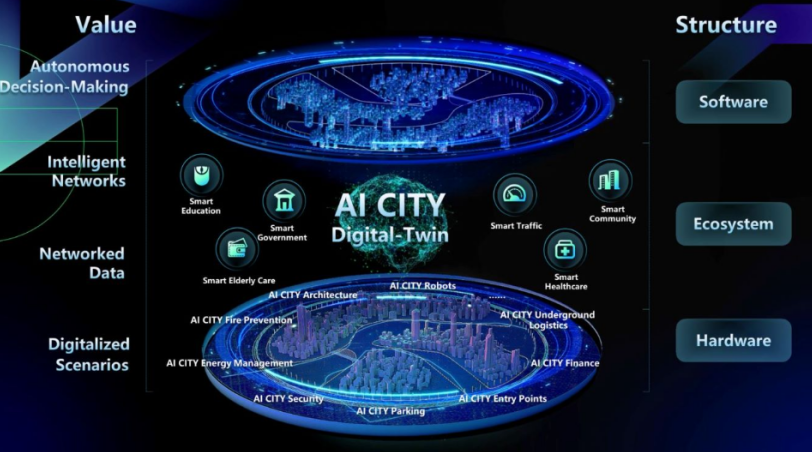 Value
Structure
Autonomous
Decision-Making
Intelligent
Networks
Networked
Data
Digitalized
Scenarios
Software
Ecosystem
Hardware
AI CITY
Digital-Twin
Smart
Education
Smart
Government
Smart Elderly Care
Smart Traffic
Smart
Community
Smart
Healthcare
AI CITY Robots
......
AI CITY Architecture
AI CITY Fire Prevention
AI CITY Underground
Logistics
AI CITY Energy Management
AI CITY Finance
AI CITY Security
AI CITY Parking
AI CITY Entry Points